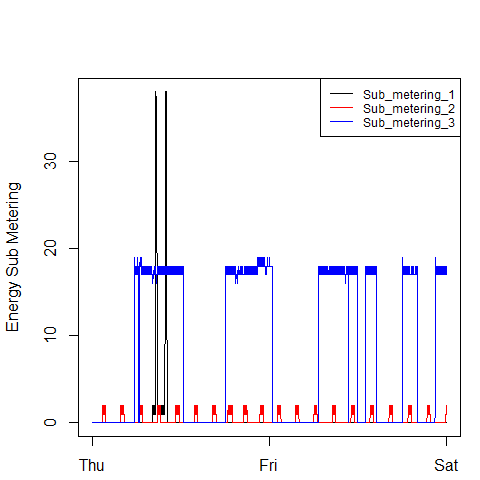 Sub_metering_1
Sub_metering_2
Sub_metering_3
Energy Sub Metering
30
20
10
0
Thu
Fri
Sat